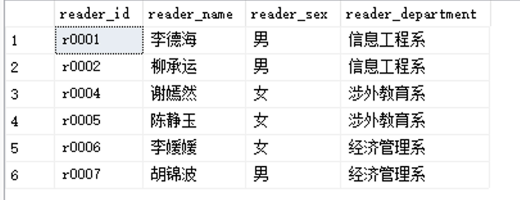 reader_id reader_name reader_sex reader_department
1 r0001 李德海 男 信息工程系
2 r0002 柳承运 男 信息工程系
3 r0004 谢嫣然 女 涉外教育系
4 r0005 陈静玉 女 涉外教育系
5 r0006 李媛媛 女 经济管理系
6 r0007 胡锦波 男 经济管理系